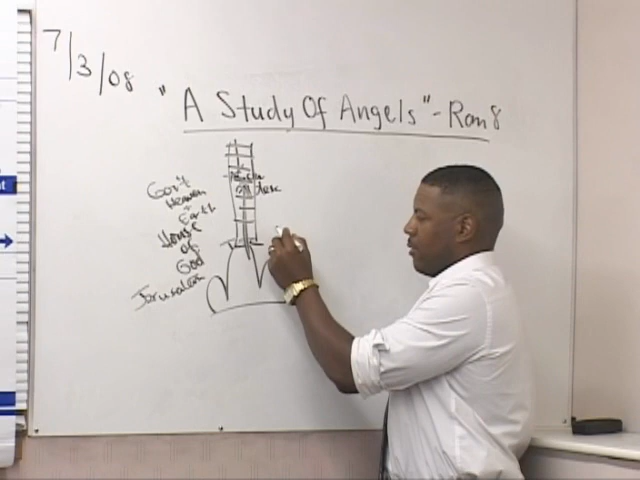 7/3/08
"A Study Of Angels" - Rom 8
Gov't
Heaven
+
Earth
House
of
God
Jerusalem